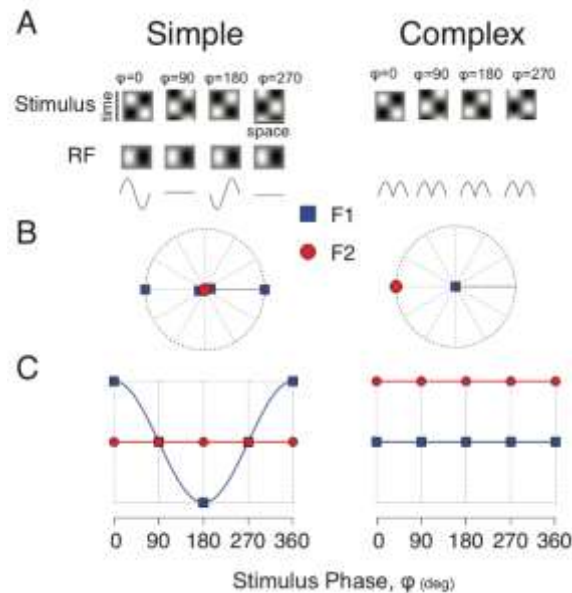 A
Simple Complex
φ=0 φ=90 φ=180 φ=270 φ=0 φ=90 φ=180 φ=270
Stimulus time
space
RF
F1
B
F2
C
0 90 180 270 360 0 90 180 270 360
Stimulus Phase, φ (deg)